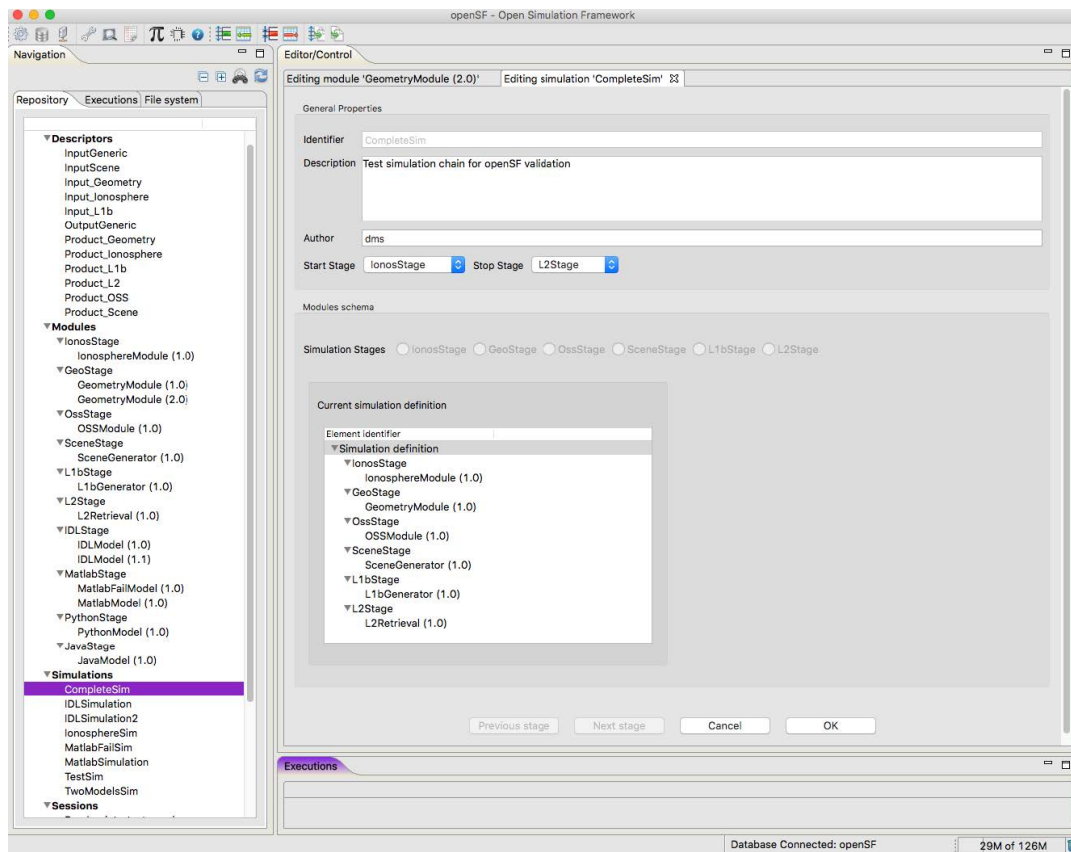 openSF - Open Simulation Framework
Navigation
Repository Executions File system
Descriptors
InputGeneric
InputScene
Input_Geometry
Input_Ionosphere
Input_L1b
OutputGeneric
Product_Geometry
Product_Ionosphere
Product_L1b
Product_L2
Product_OSS
Product_Scene
Modules
IonosStage
IonosphereModule (1.0)
GeoStage
GeometryModule (1.0)
GeometryModule (2.0)
OssStage
OSSModule (1.0)
SceneStage
SceneGenerator (1.0)
L1bStage
L1bGenerator (1.0)
L2Stage
L2Retrieval (1.0)
IDLStage
IDLModel (1.0)
IDLModel (1.1)
MatlabStage
MatlabFailModel (1.0)
MatlabModel (1.0)
PythonStage
PythonModel (1.0)
JavaStage
JavaModel (1.0)
Simulations
CompleteSim
IDLSimulation
IDLSimulation2
IonosphereSim
MatlabFailSim
MatlabSimulation
TestSim
TwoModelsSim
Sessions
Editor/Control
Editing module 'GeometryModule (2.0)' Editing simulation 'CompleteSim'
General Properties
Identifier CompleteSim
Description Test simulation chain for openSF validation
Author dms
Start Stage IonosStage Stop Stage L2Stage
Modules schema
Simulation Stages IonosStage GeoStage OssStage SceneStage L1bStage L2Stage
Current simulation definition
Element identifier
Simulation definition
IonosStage
IonosphereModule (1.0)
GeoStage
GeometryModule (1.0)
OssStage
OSSModule (1.0)
SceneStage
SceneGenerator (1.0)
L1bStage
L1bGenerator (1.0)
L2Stage
L2Retrieval (1.0)
Previous stage Next stage Cancel OK
Executions
Database Connected: openSF 29M of 126M